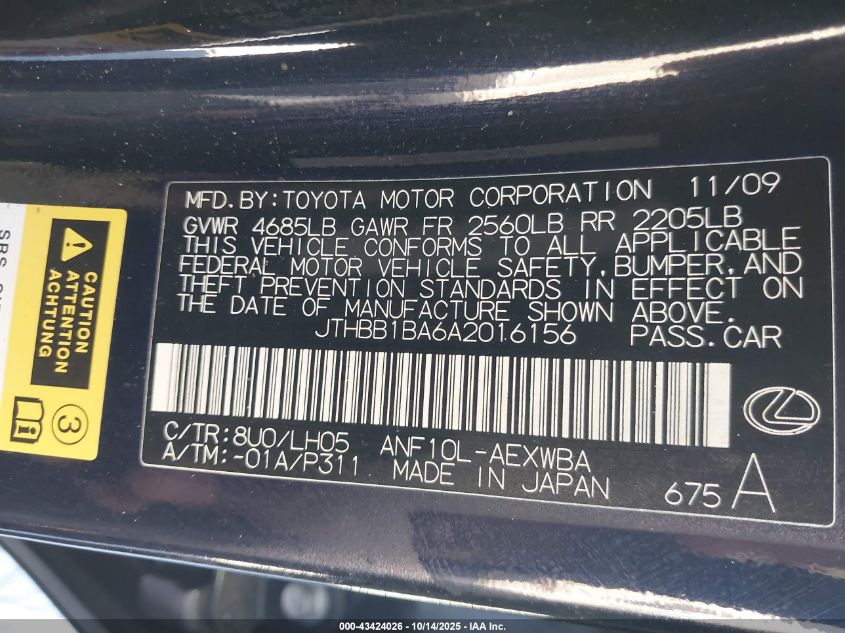 MFD. BY: TOYOTA MOTOR CORPORATION 11/09
GVWR 4685LB GAWR FR 2560LB RR 2205LB
THIS VEHICLE CONFORMS TO ALL APPLICABLE
FEDERAL MOTOR VEHICLE SAFETY, BUMPER, AND
THEFT PREVENTION STANDARDS IN EFFECT ON
THE DATE OF MANUFACTURE SHOWN ABOVE.
JTHBB1BA6A2016156 PASS. CAR
C/TR: 8U0/LH05 ANF10L-AEXWBA
A/TM: -01A/P311 MADE IN JAPAN
675 A
CAUTION
ATTENTION
ACHTUNG
3
000-43424026 - 10/14/2025 - IAA Inc.